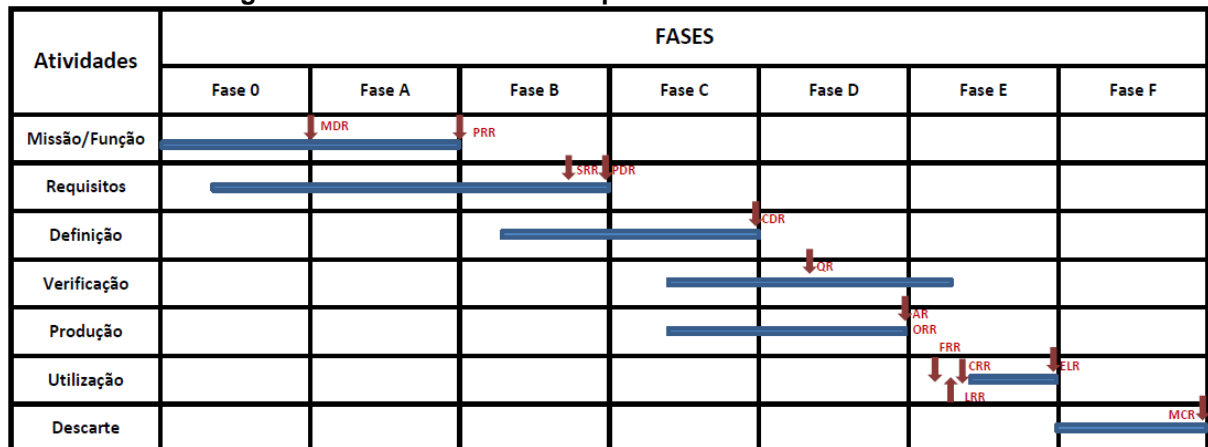 FASES
Atividades
Fase 0 Fase A Fase B Fase C Fase D Fase E Fase F
Missão/Função MDR PRR
Requisitos SRR PDR
Definição CDR
Verificação QR
Produção AR
ORR
FRR
Utilização CRR ELR
LRR
Descarte MCR